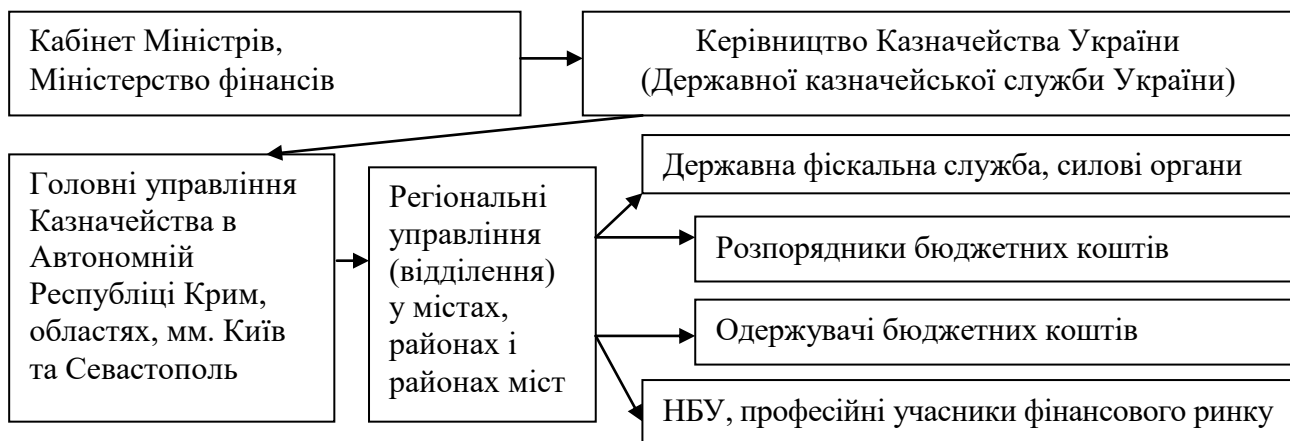 Кабінет Міністрів,
Міністерство фінансів
Керівництво Казначейства України
(Державної казначейської служби України)
Головні управління
Казначейства в
Автономній
Республіці Крим,
областях, мм. Київ
та Севастополь
Регіональні
управління
(відділення)
у містах,
районах і
районах міст
Державна фіскальна служба, силові органи
Розпорядники бюджетних коштів
Одержувачі бюджетних коштів
НБУ, професійні учасники фінансового ринку